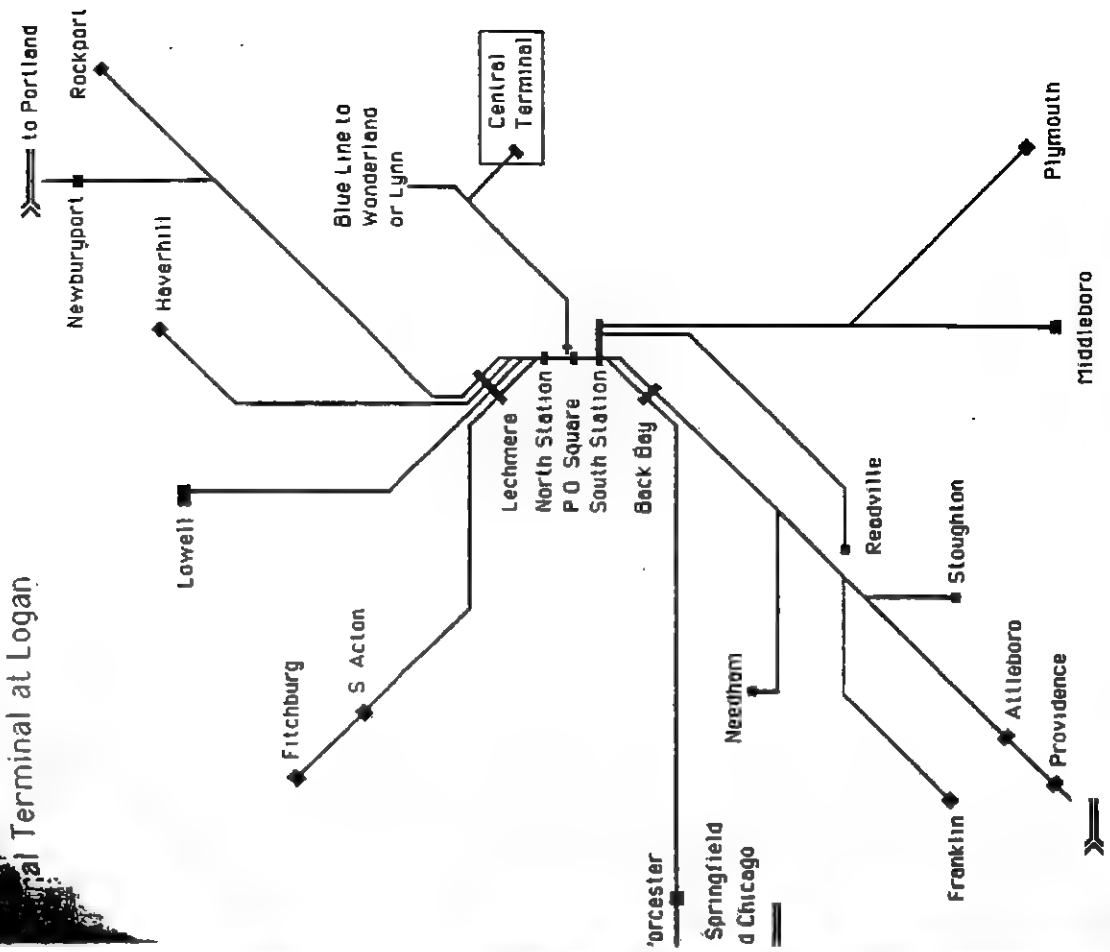 al Terminal at Logan
to Portland
Rockport
Newburyport
Haverhill
Blue Line to
Wonderland
or Lynn
Central
Terminal
Lowell
Fitchburg
S Acton
Lechmere
North Station
P O Square
South Station
Back Bay
Plymouth
Middleboro
Readville
Stoughton
Needham
Attleboro
Providence
Franklin
orcester
Springfield
d Chicago